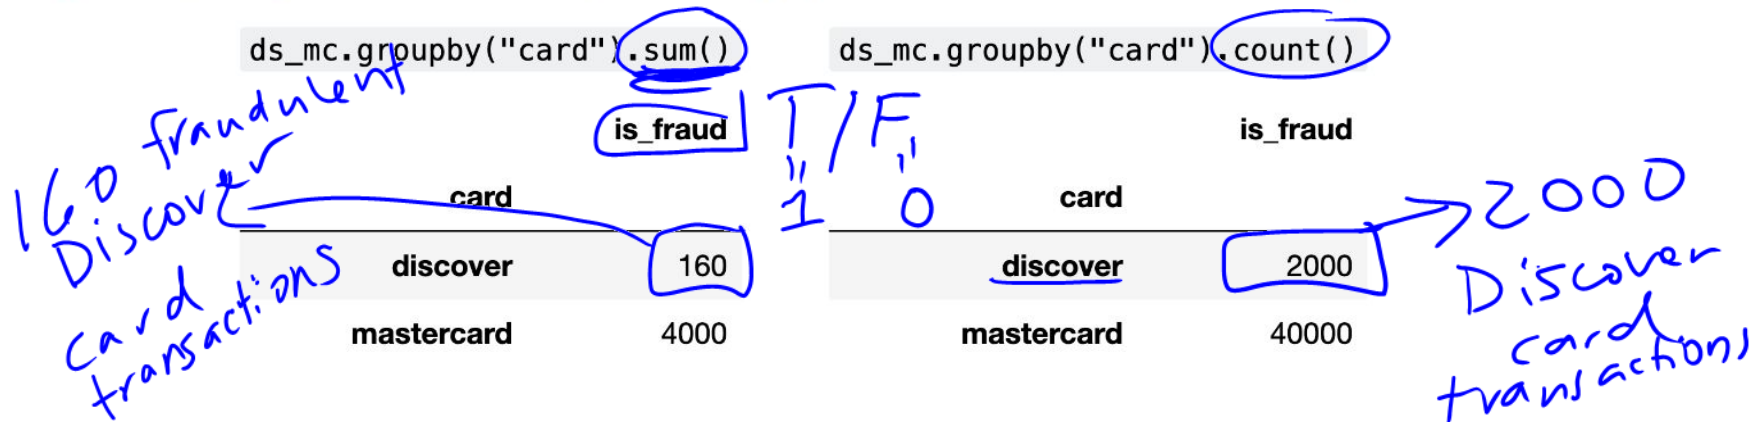 ds_mc.groupby("card").sum()
ds_mc.groupby("card").count()
160 fraudulent
Discover
card
transactions
is_fraud
T/F
" "
1 0
card
discover 160
mastercard 4000
is_fraud
card
discover 2000
mastercard 40000
2000
Discover
card
transactions